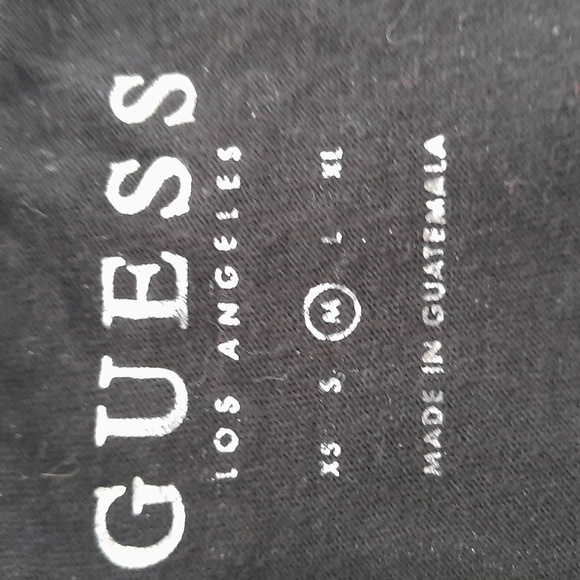 GUESS
LOS ANGELES
XS S M L XL
MADE IN GUATEMALA